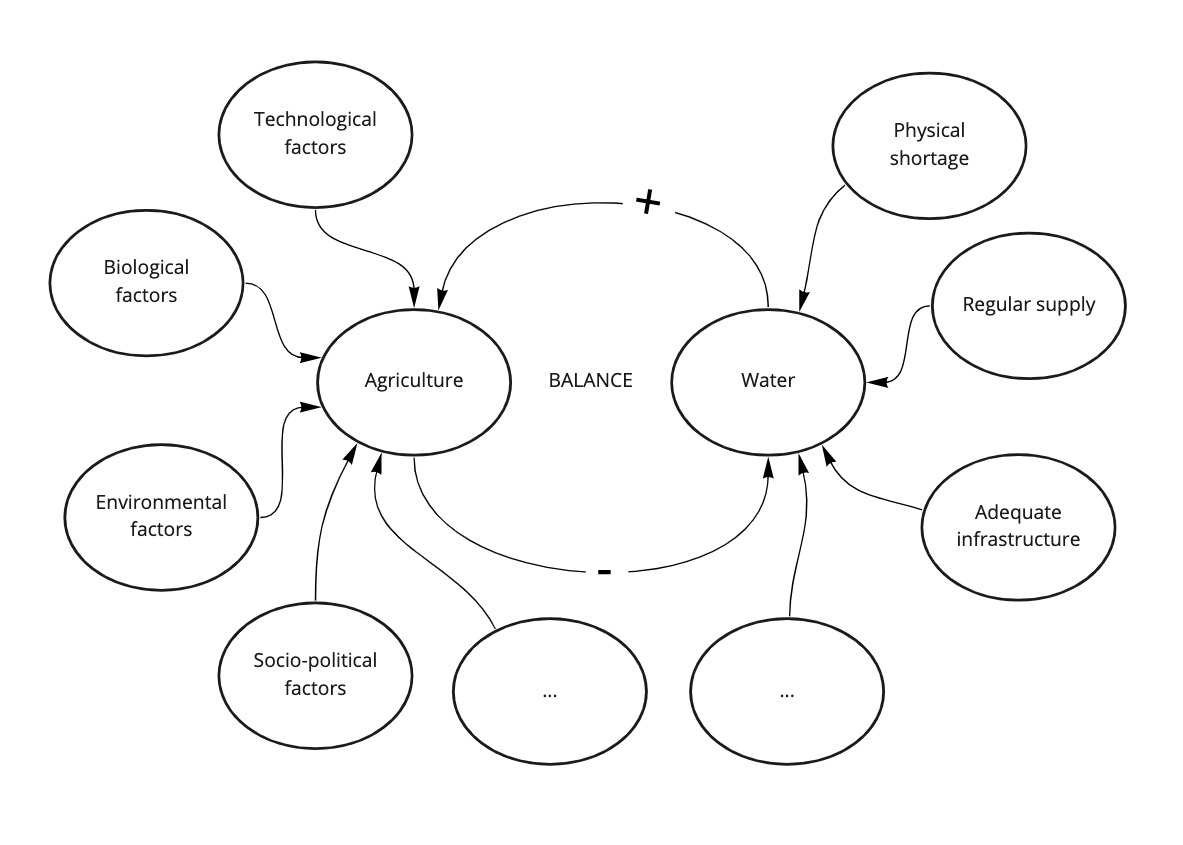 Technological
factors
Physical
shortage
+
Biological
factors
Regular supply
Agriculture
BALANCE
Water
Environmental
factors
Adequate
infrastructure
-
Socio-political
factors
...
...